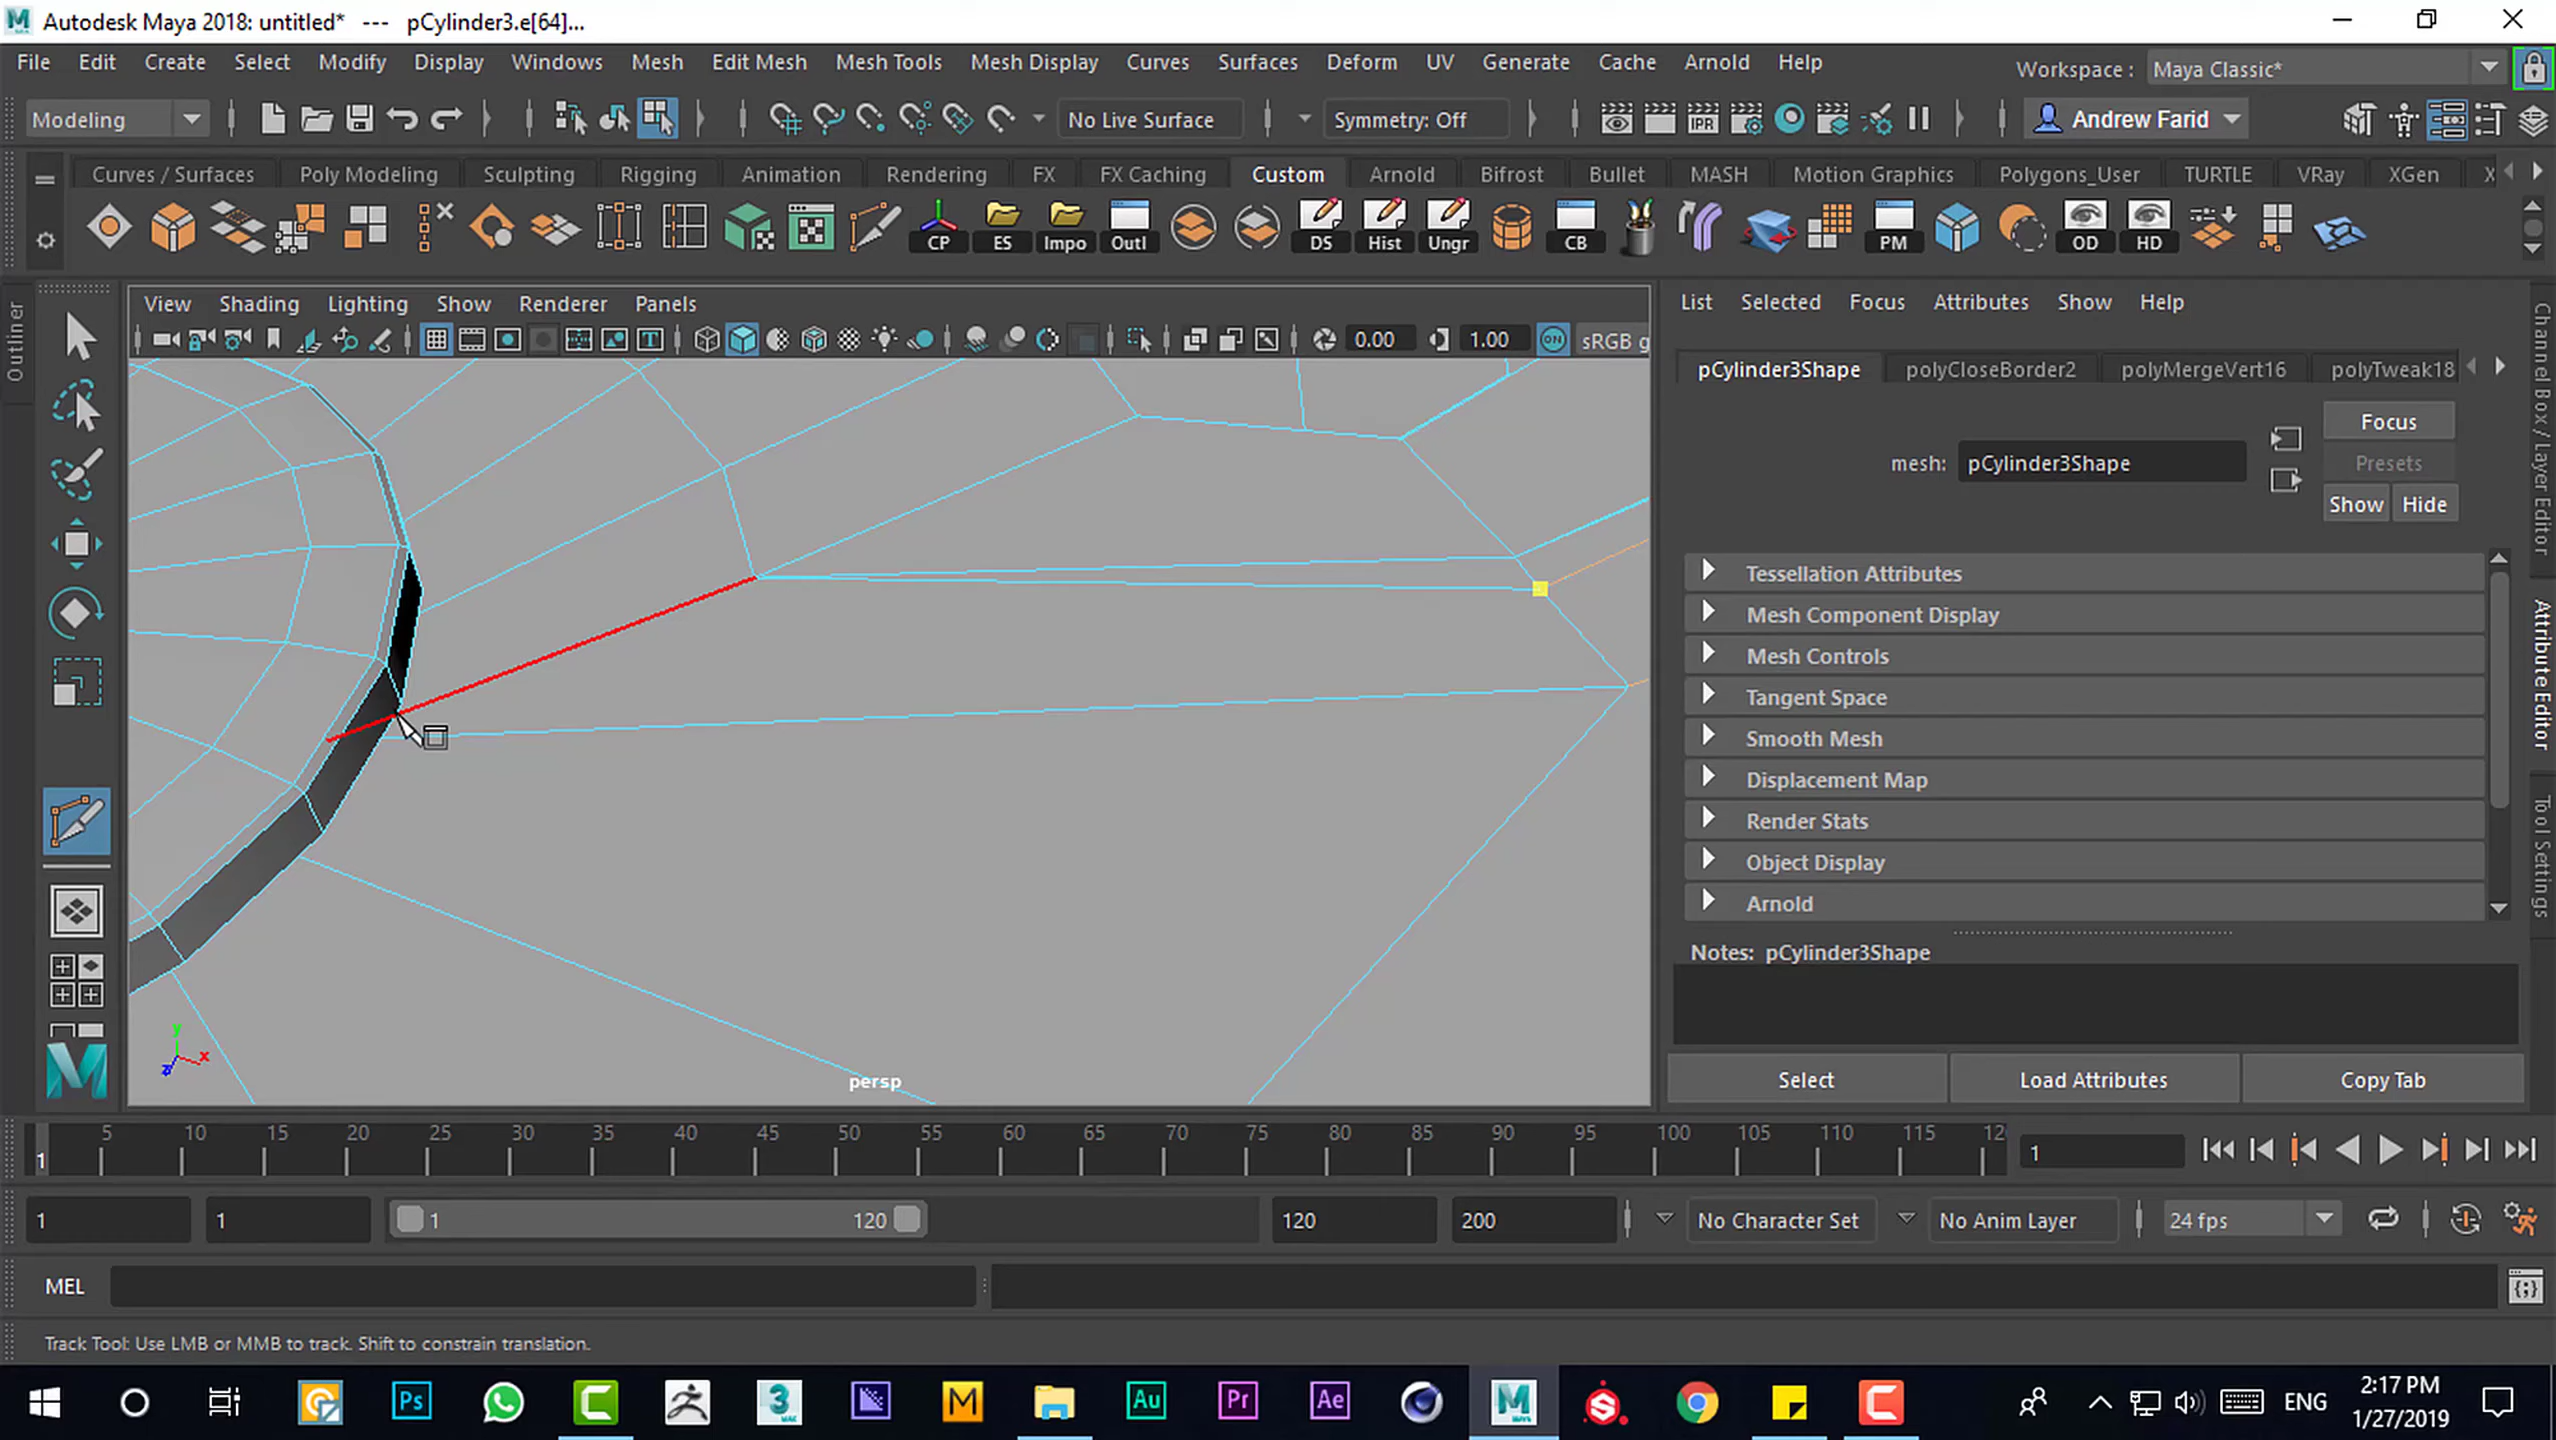 Autodesk Maya 2018: untitled* --- pCylinder3.e[64]...
File Edit Create Select Modify Display Windows Mesh Edit Mesh Mesh Tools Mesh Display Curves Surfaces Deform UV Generate Cache Arnold Help
Workspace : Maya Classic*
Modeling No Live Surface Symmetry: Off IPR Andrew Farid
Curves / Surfaces Poly Modeling Sculpting Rigging Animation Rendering FX FX Caching Custom Arnold Bifrost Bullet MASH Motion Graphics Polygons_User TURTLE VRay XGen X
CP ES Impo Outl DS Hist Ungr CB PM OD HD
Outliner
View Shading Lighting Show Renderer Panels
0.00 1.00 ON sRGB g
persp
y x z
List Selected Focus Attributes Show Help
pCylinder3Shape polyCloseBorder2 polyMergeVert16 polyTweak18
mesh: pCylinder3Shape
Focus
Presets
Show Hide
Tessellation Attributes
Mesh Component Display
Mesh Controls
Tangent Space
Smooth Mesh
Displacement Map
Render Stats
Object Display
Arnold
Notes: pCylinder3Shape
Select Load Attributes Copy Tab
Channel Box / Layer Editor
Attribute Editor
Tool Settings
5 10 15 20 25 30 35 40 45 50 55 60 65 70 75 80 85 90 95 100 105 110 115 12
1 1
1 1 1 120 120 200 No Character Set No Anim Layer 24 fps
MEL
Track Tool: Use LMB or MMB to track. Shift to constrain translation.
Ps 3 M Au Pr Ae M S ENG
2:17 PM
1/27/2019